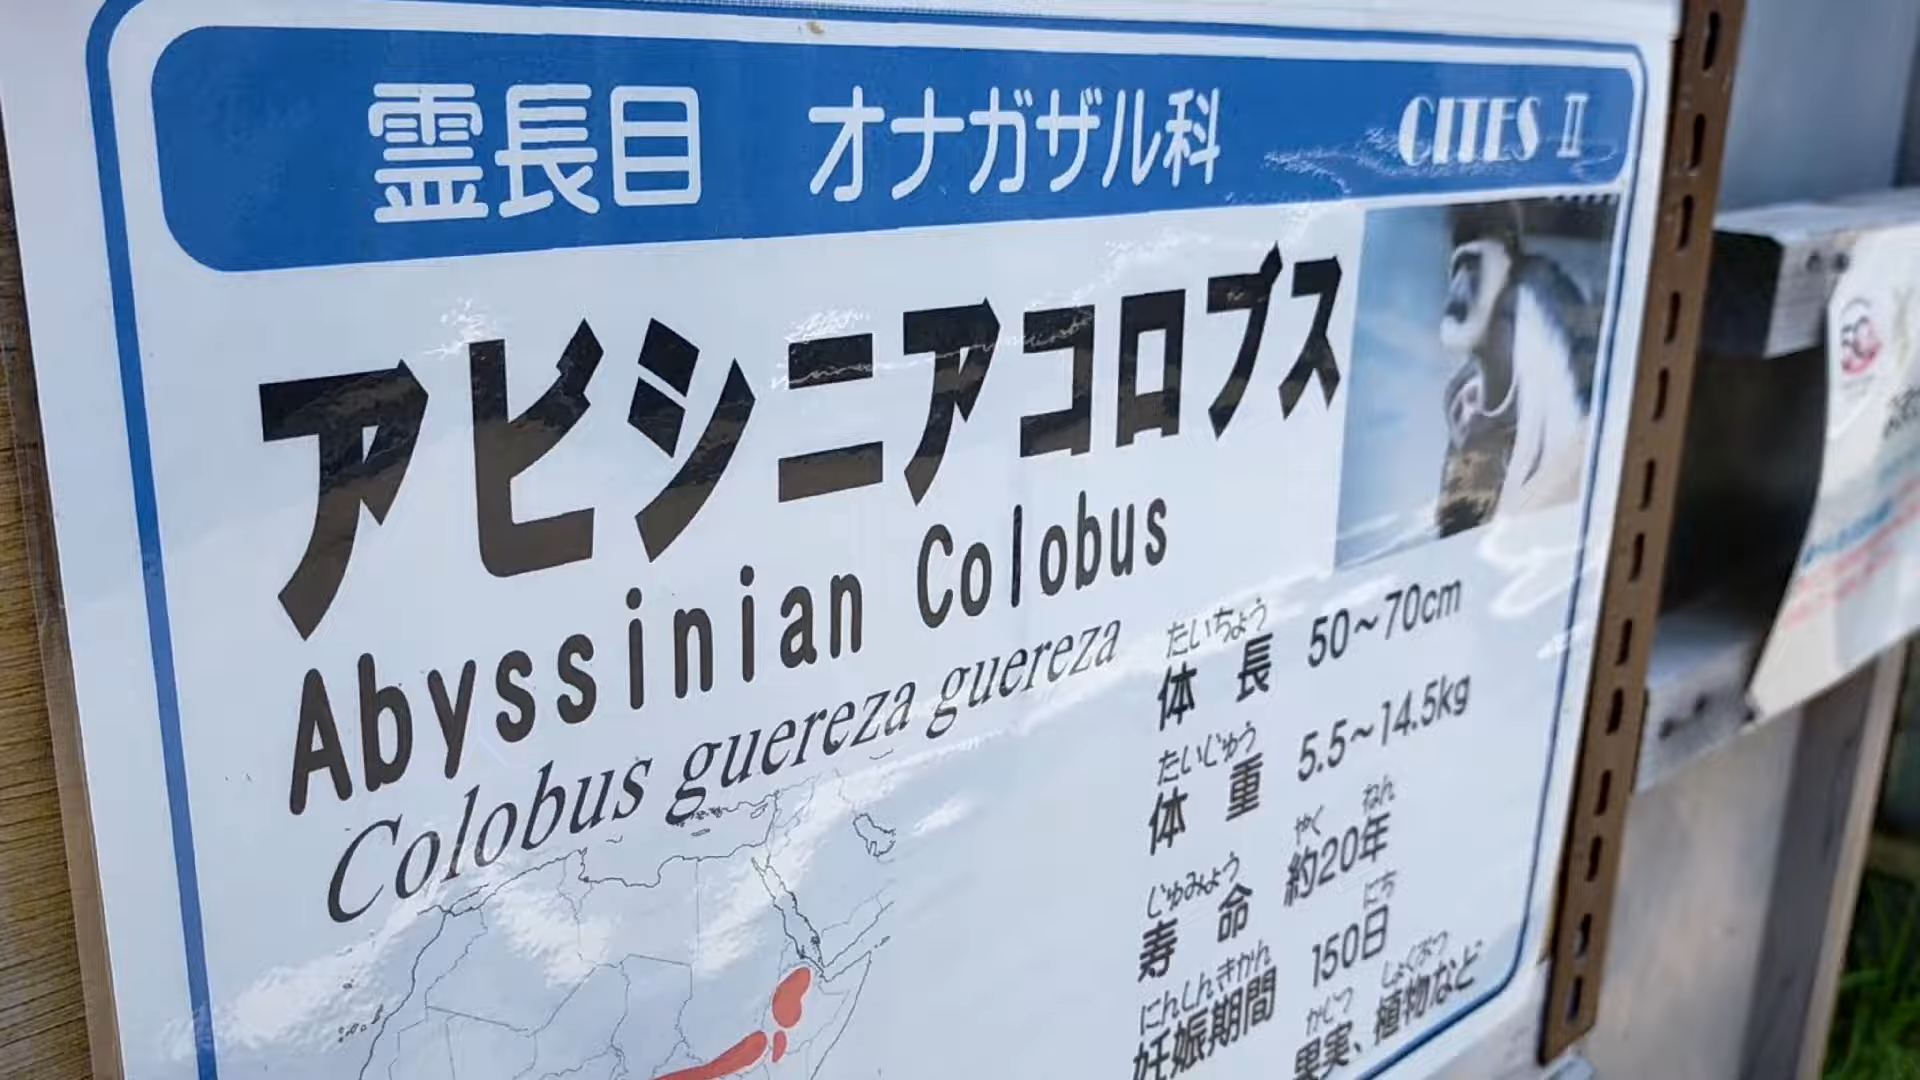 霊長目 オナガザル科 CITES Ⅱ
アビシニアコロブス
Abyssinian Colobus
Colobus guereza guereza
たいちょう
体 長 50~70cm
たいじゅう
体 重 5.5~14.5kg
じゅみょう やく ねん
寿 命 約20年
にんしんきかん にち
妊娠期間 150日
かじつ しょくぶつ
果実、植物など
50